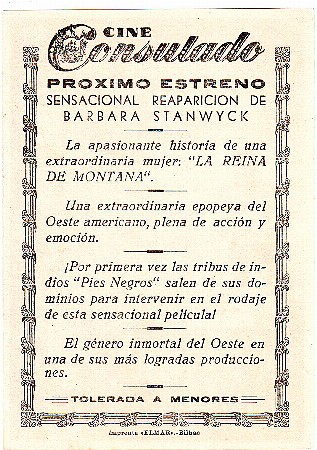 CINE
Consulado
PROXIMO ESTRENO
SENSACIONAL REAPARICION DE
BARBARA STANWYCK
La apasionante historia de una
extraordinaria mujer: "LA REINA
DE MONTANA".
Una extraordinaria epopeya del
Oeste americano, plena de acción y
emoción.
¡Por primera vez las tribus de in-
dios "Pies Negros" salen de sus do-
minios para intervenir en el rodaje
de esta sensacional película!
El género inmortal del Oeste en
una de sus más logradas produccio-
nes.
TOLERADA A MENORES
Imprenta «ELMAR».-Bilbao